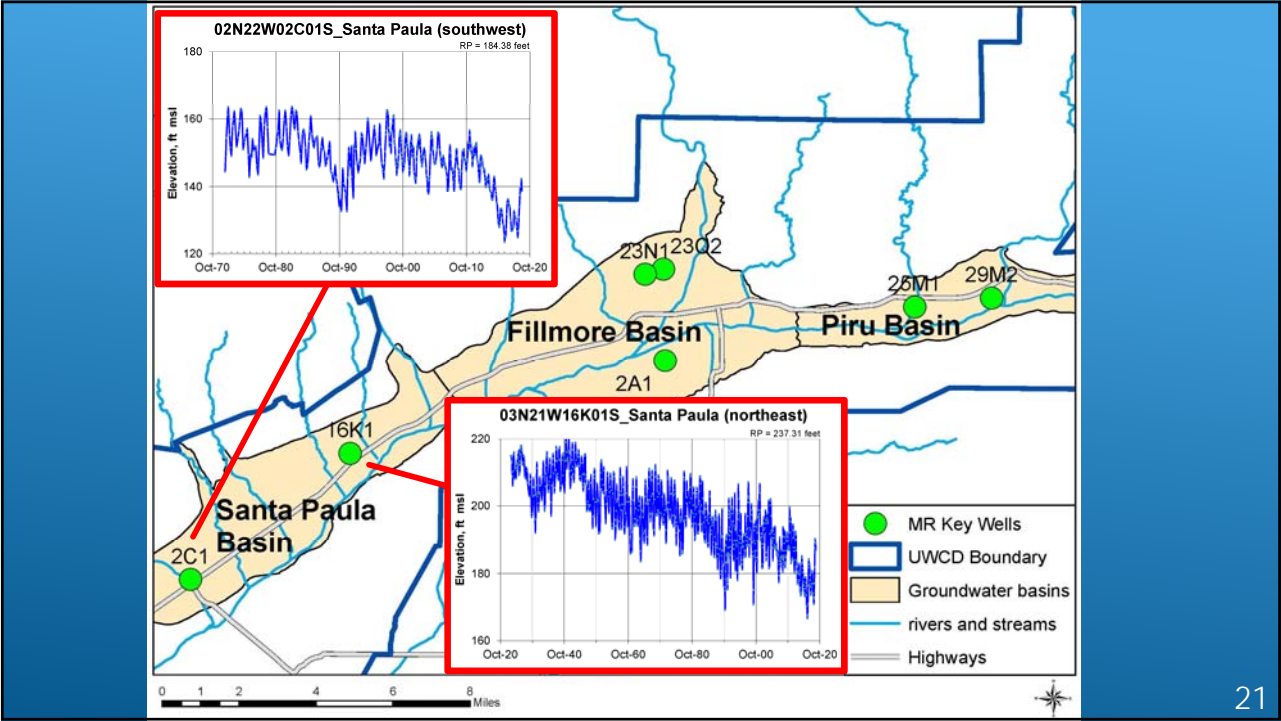 02N22W02C01S_Santa Paula (southwest)
RP = 184.38 feet
180
160
140
120
Elevation, ft msl
Oct-70 Oct-80 Oct-90 Oct-00 Oct-10 Oct-20
23N1 23Q2
25M1 29M2
Fillmore Basin
Piru Basin
2A1
16K1
Santa Paula
Basin
2C1
03N21W16K01S_Santa Paula (northeast)
RP = 237.31 feet
220
200
180
160
Elevation, ft msl
Oct-20 Oct-40 Oct-60 Oct-80 Oct-00 Oct-20
MR Key Wells
UWCD Boundary
Groundwater basins
rivers and streams
Highways
0 1 2 4 6 8
Miles
21